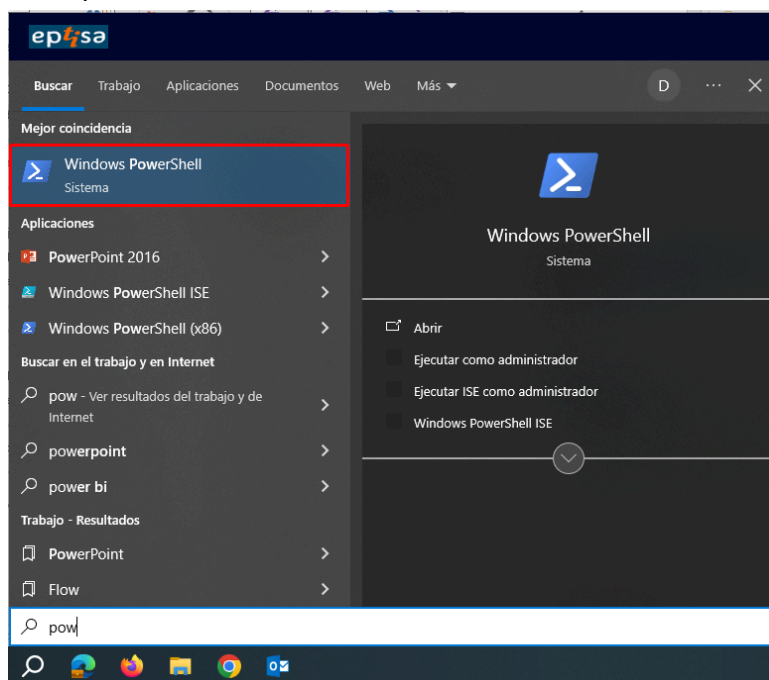 eptisa
Buscar Trabajo Aplicaciones Documentos Web Más D ...
Mejor coincidencia
Windows PowerShell
Sistema
Aplicaciones
PowerPoint 2016
Windows PowerShell ISE
Windows PowerShell (x86)
Buscar en el trabajo y en Internet
pow - Ver resultados del trabajo y de
Internet
powerpoint
power bi
Trabajo - Resultados
PowerPoint
Flow
pow
Windows PowerShell
Sistema
Abrir
Ejecutar como administrador
Ejecutar ISE como administrador
Windows PowerShell ISE